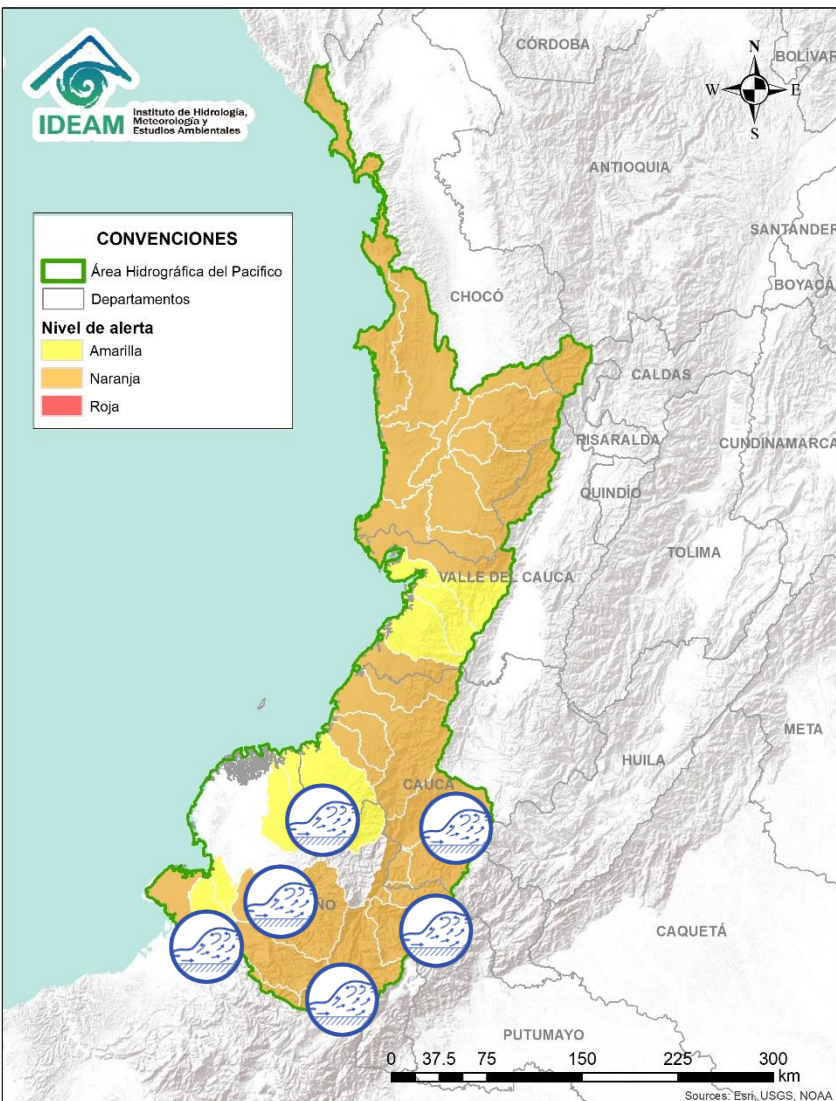 IDEAM
Instituto de Hidrología,
Meteorología y
Estudios Ambientales
CÓRDOBA
BOLÍVAR
N
W
E
S
ANTIOQUIA
SANTANDER
BOYACÁ
CONVENCIONES
Área Hidrográfica del Pacifico
Departamentos
Nivel de alerta
Amarilla
Naranja
Roja
CHOCÓ
CALDAS
RISARALDA
CUNDINAMARCA
QUINDÍO
TOLIMA
VALLE DEL CAUCA
META
HUILA
CAUCA
NO
CAQUETÁ
PUTUMAYO
0 37.5 75 150 225 300
km
Sources: Esri, USGS, NOAA